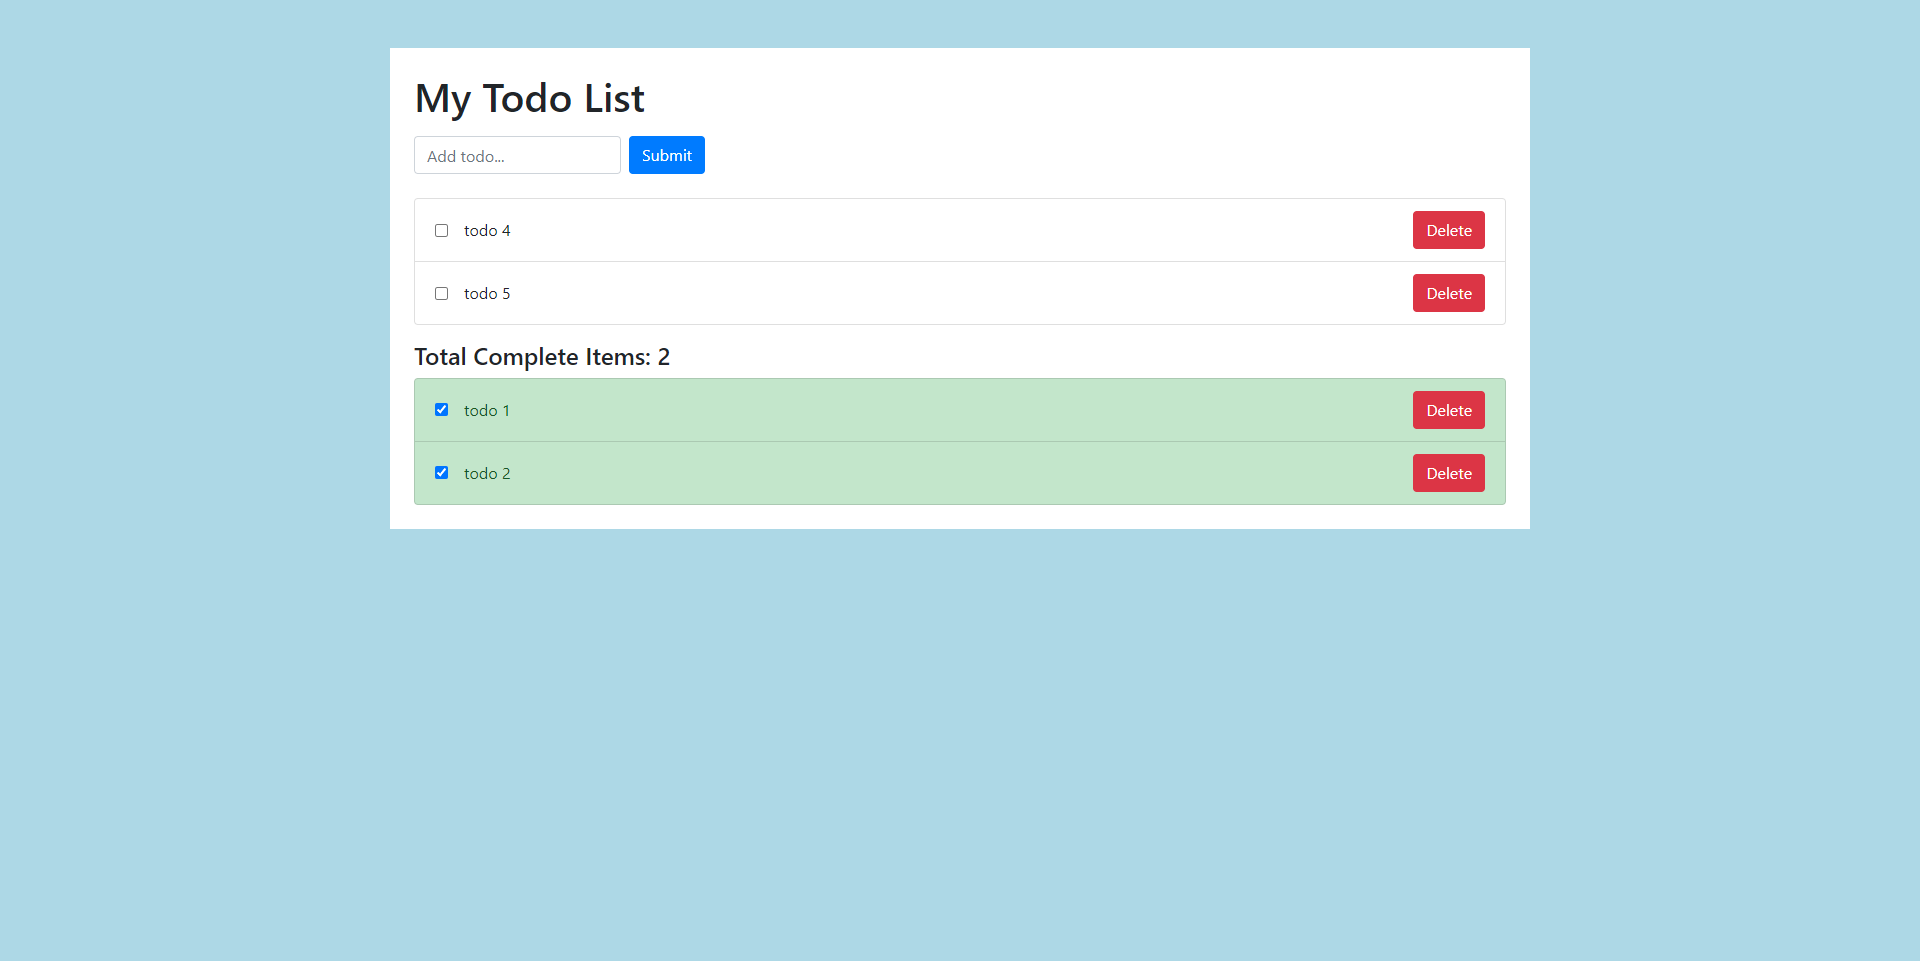 My Todo List
Add todo...
Submit
todo 4
Delete
todo 5
Delete
Total Complete Items: 2
todo 1
Delete
todo 2
Delete